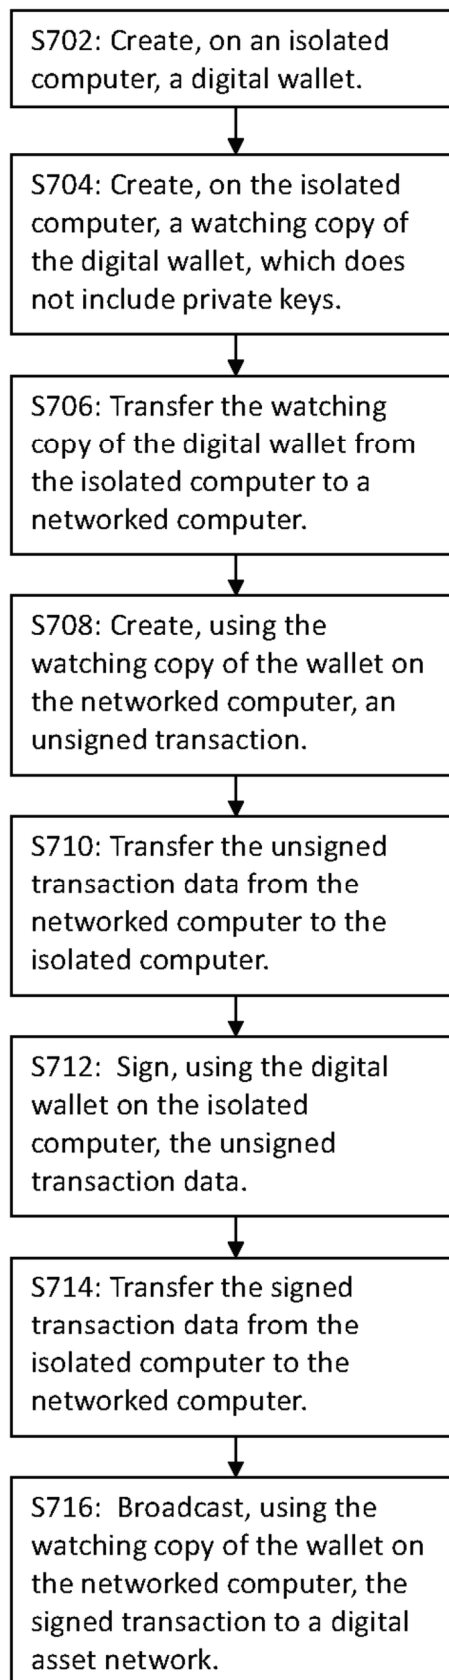 S702: Create, on an isolated
computer, a digital wallet.
S704: Create, on the isolated
computer, a watching copy of
the digital wallet, which does
not include private keys.
S706: Transfer the watching
copy of the digital wallet from
the isolated computer to a
networked computer.
S708: Create, using the
watching copy of the wallet on
the networked computer, an
unsigned transaction.
S710: Transfer the unsigned
transaction data from the
networked computer to the
isolated computer.
S712:  Sign, using the digital
wallet on the isolated
computer, the unsigned
transaction data.
S714: Transfer the signed
transaction data from the
isolated computer to the
networked computer.
S716:  Broadcast, using the
watching copy of the wallet on
the networked computer, the
signed transaction to a digital
asset network.